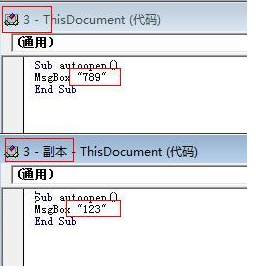 3 - ThisDocument (代码)
(通用)
Sub autoopen()
MsgBox "789"
End Sub
3 - 副本 - ThisDocument (代码)
(通用)
Sub autoopen()
MsgBox "123"
End Sub